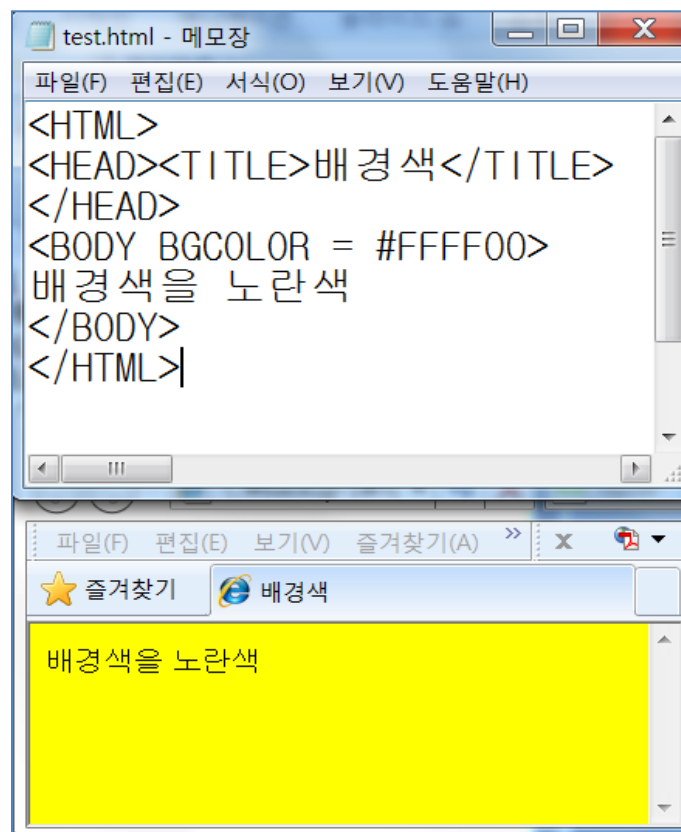 test.html - 메모장
파일(F) 편집(E) 서식(O) 보기(V) 도움말(H)
<HTML>
<HEAD><TITLE>배경색</TITLE>
</HEAD>
<BODY BGCOLOR = #FFFF00>
배경색을 노란색
</BODY>
</HTML>
파일(F) 편집(E) 보기(V) 즐겨찾기(A) »
즐겨찾기 배경색
배경색을 노란색